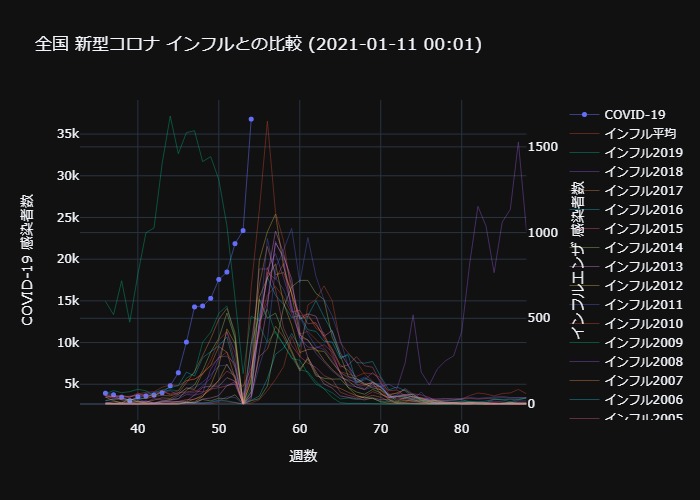 全国 新型コロナ インフルとの比較 (2021-01-11 00:01)
COVID-19 感染者数
35k
30k
25k
20k
15k
10k
5k
40
50
60
70
80
週数
1500
1000
500
0
インフルエンザ 感染者数
COVID-19
インフル平均
インフル2019
インフル2018
インフル2017
インフル2016
インフル2015
インフル2014
インフル2013
インフル2012
インフル2011
インフル2010
インフル2009
インフル2008
インフル2007
インフル2006
インフル2005